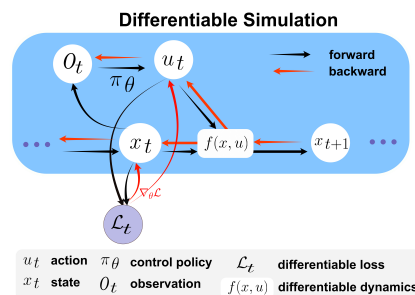 Differentiable Simulation
O_t
u_t
forward
backward
π_θ
x_t
f(x, u)
x_{t+1}
∇_θ ℒ
ℒ_t
u_t action π_θ control policy ℒ_t differentiable loss
x_t state O_t observation f(x, u) differentiable dynamics